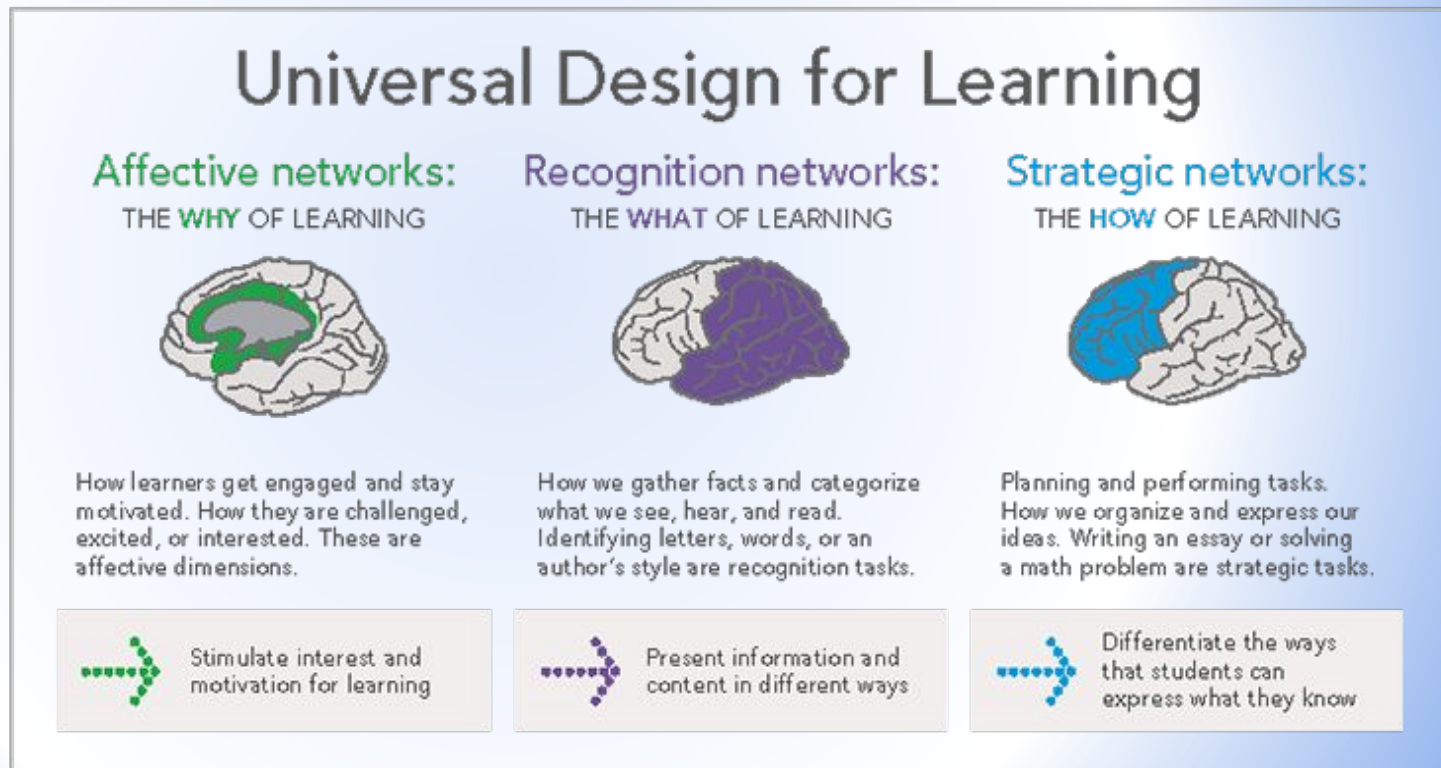 Universal Design for Learning
Affective networks:
THE WHY OF LEARNING
How learners get engaged and stay
motivated. How they are challenged,
excited, or interested. These are
affective dimensions.
Stimulate interest and
motivation for learning
Recognition networks:
THE WHAT OF LEARNING
How we gather facts and categorize
what we see, hear, and read.
Identifying letters, words, or an
author's style are recognition tasks.
Present information and
content in different ways
Strategic networks:
THE HOW OF LEARNING
Planning and performing tasks.
How we organize and express our
ideas. Writing an essay or solving
a math problem are strategic tasks.
Differentiate the ways
that students can
express what they know